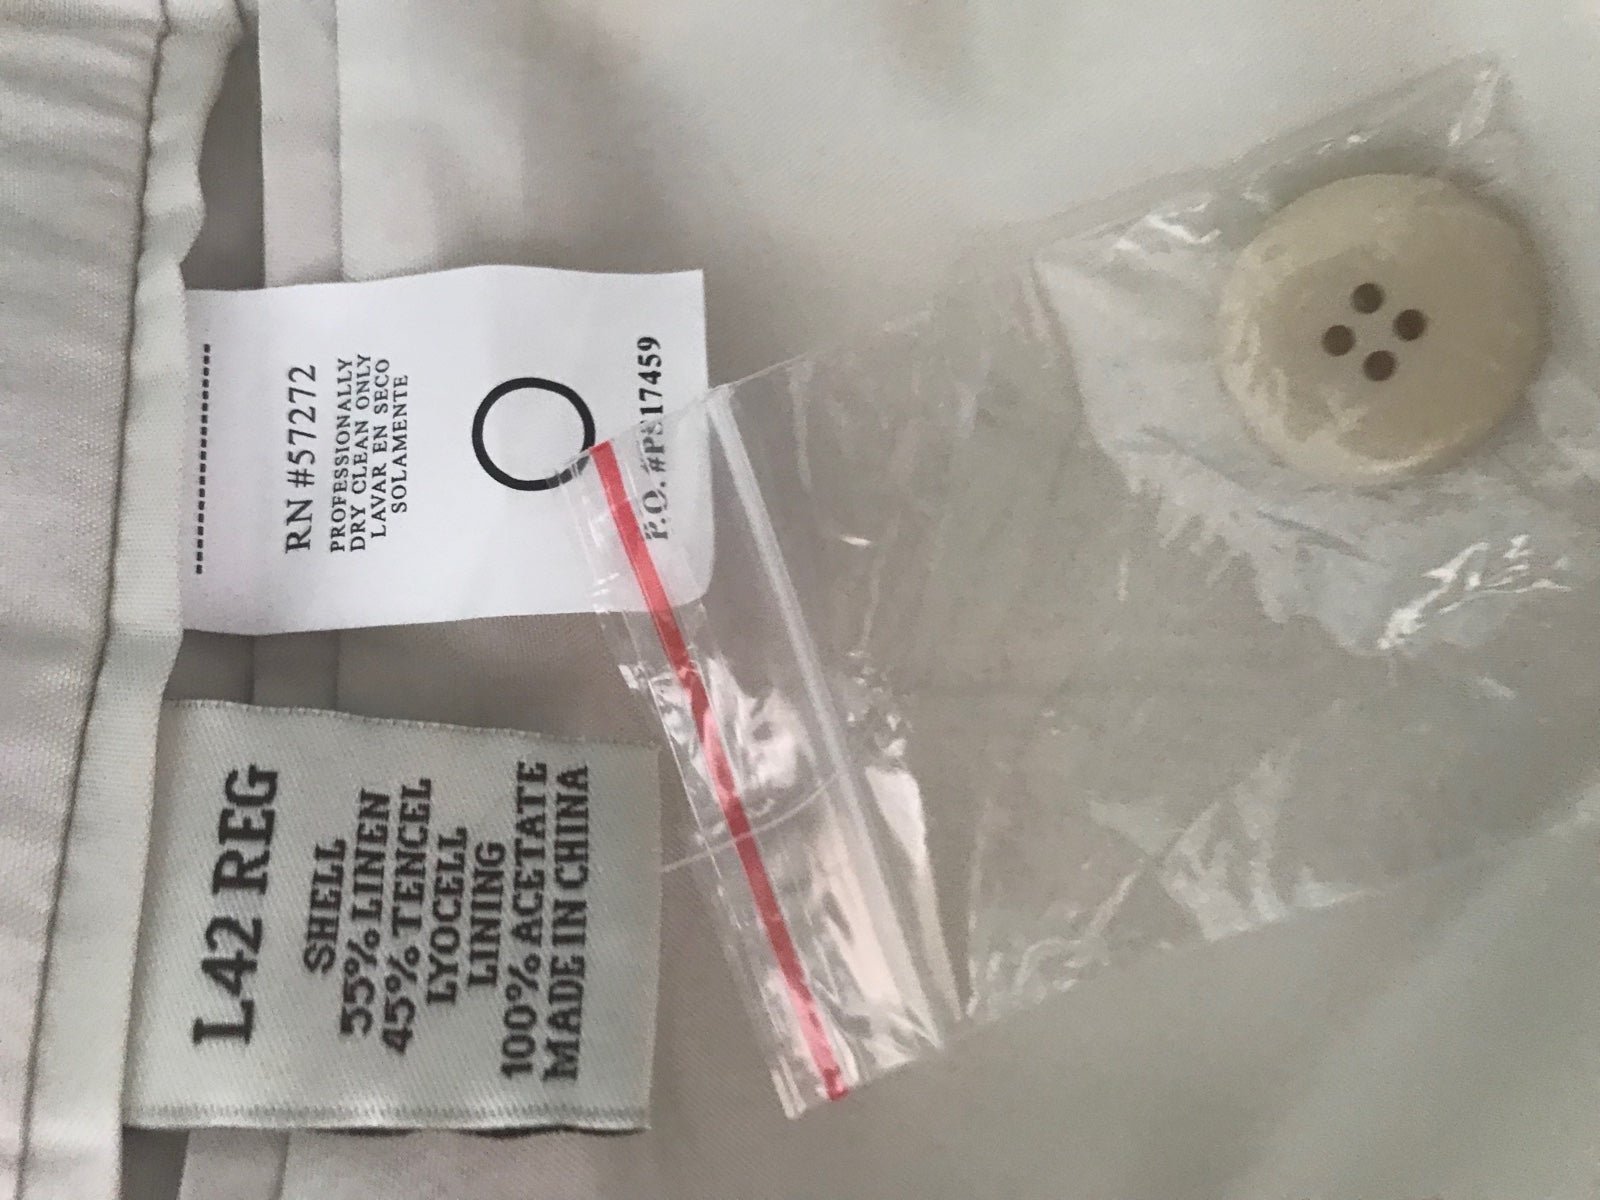 RN #57272
PROFESSIONALLY
DRY CLEAN ONLY
LAVAR EN SECO
SOLAMENTE
P.O. #PS17459
L42 REG
SHELL
55% LINEN
45% TENCEL
LYOCELL
LINING
100% ACETATE
MADE IN CHINA